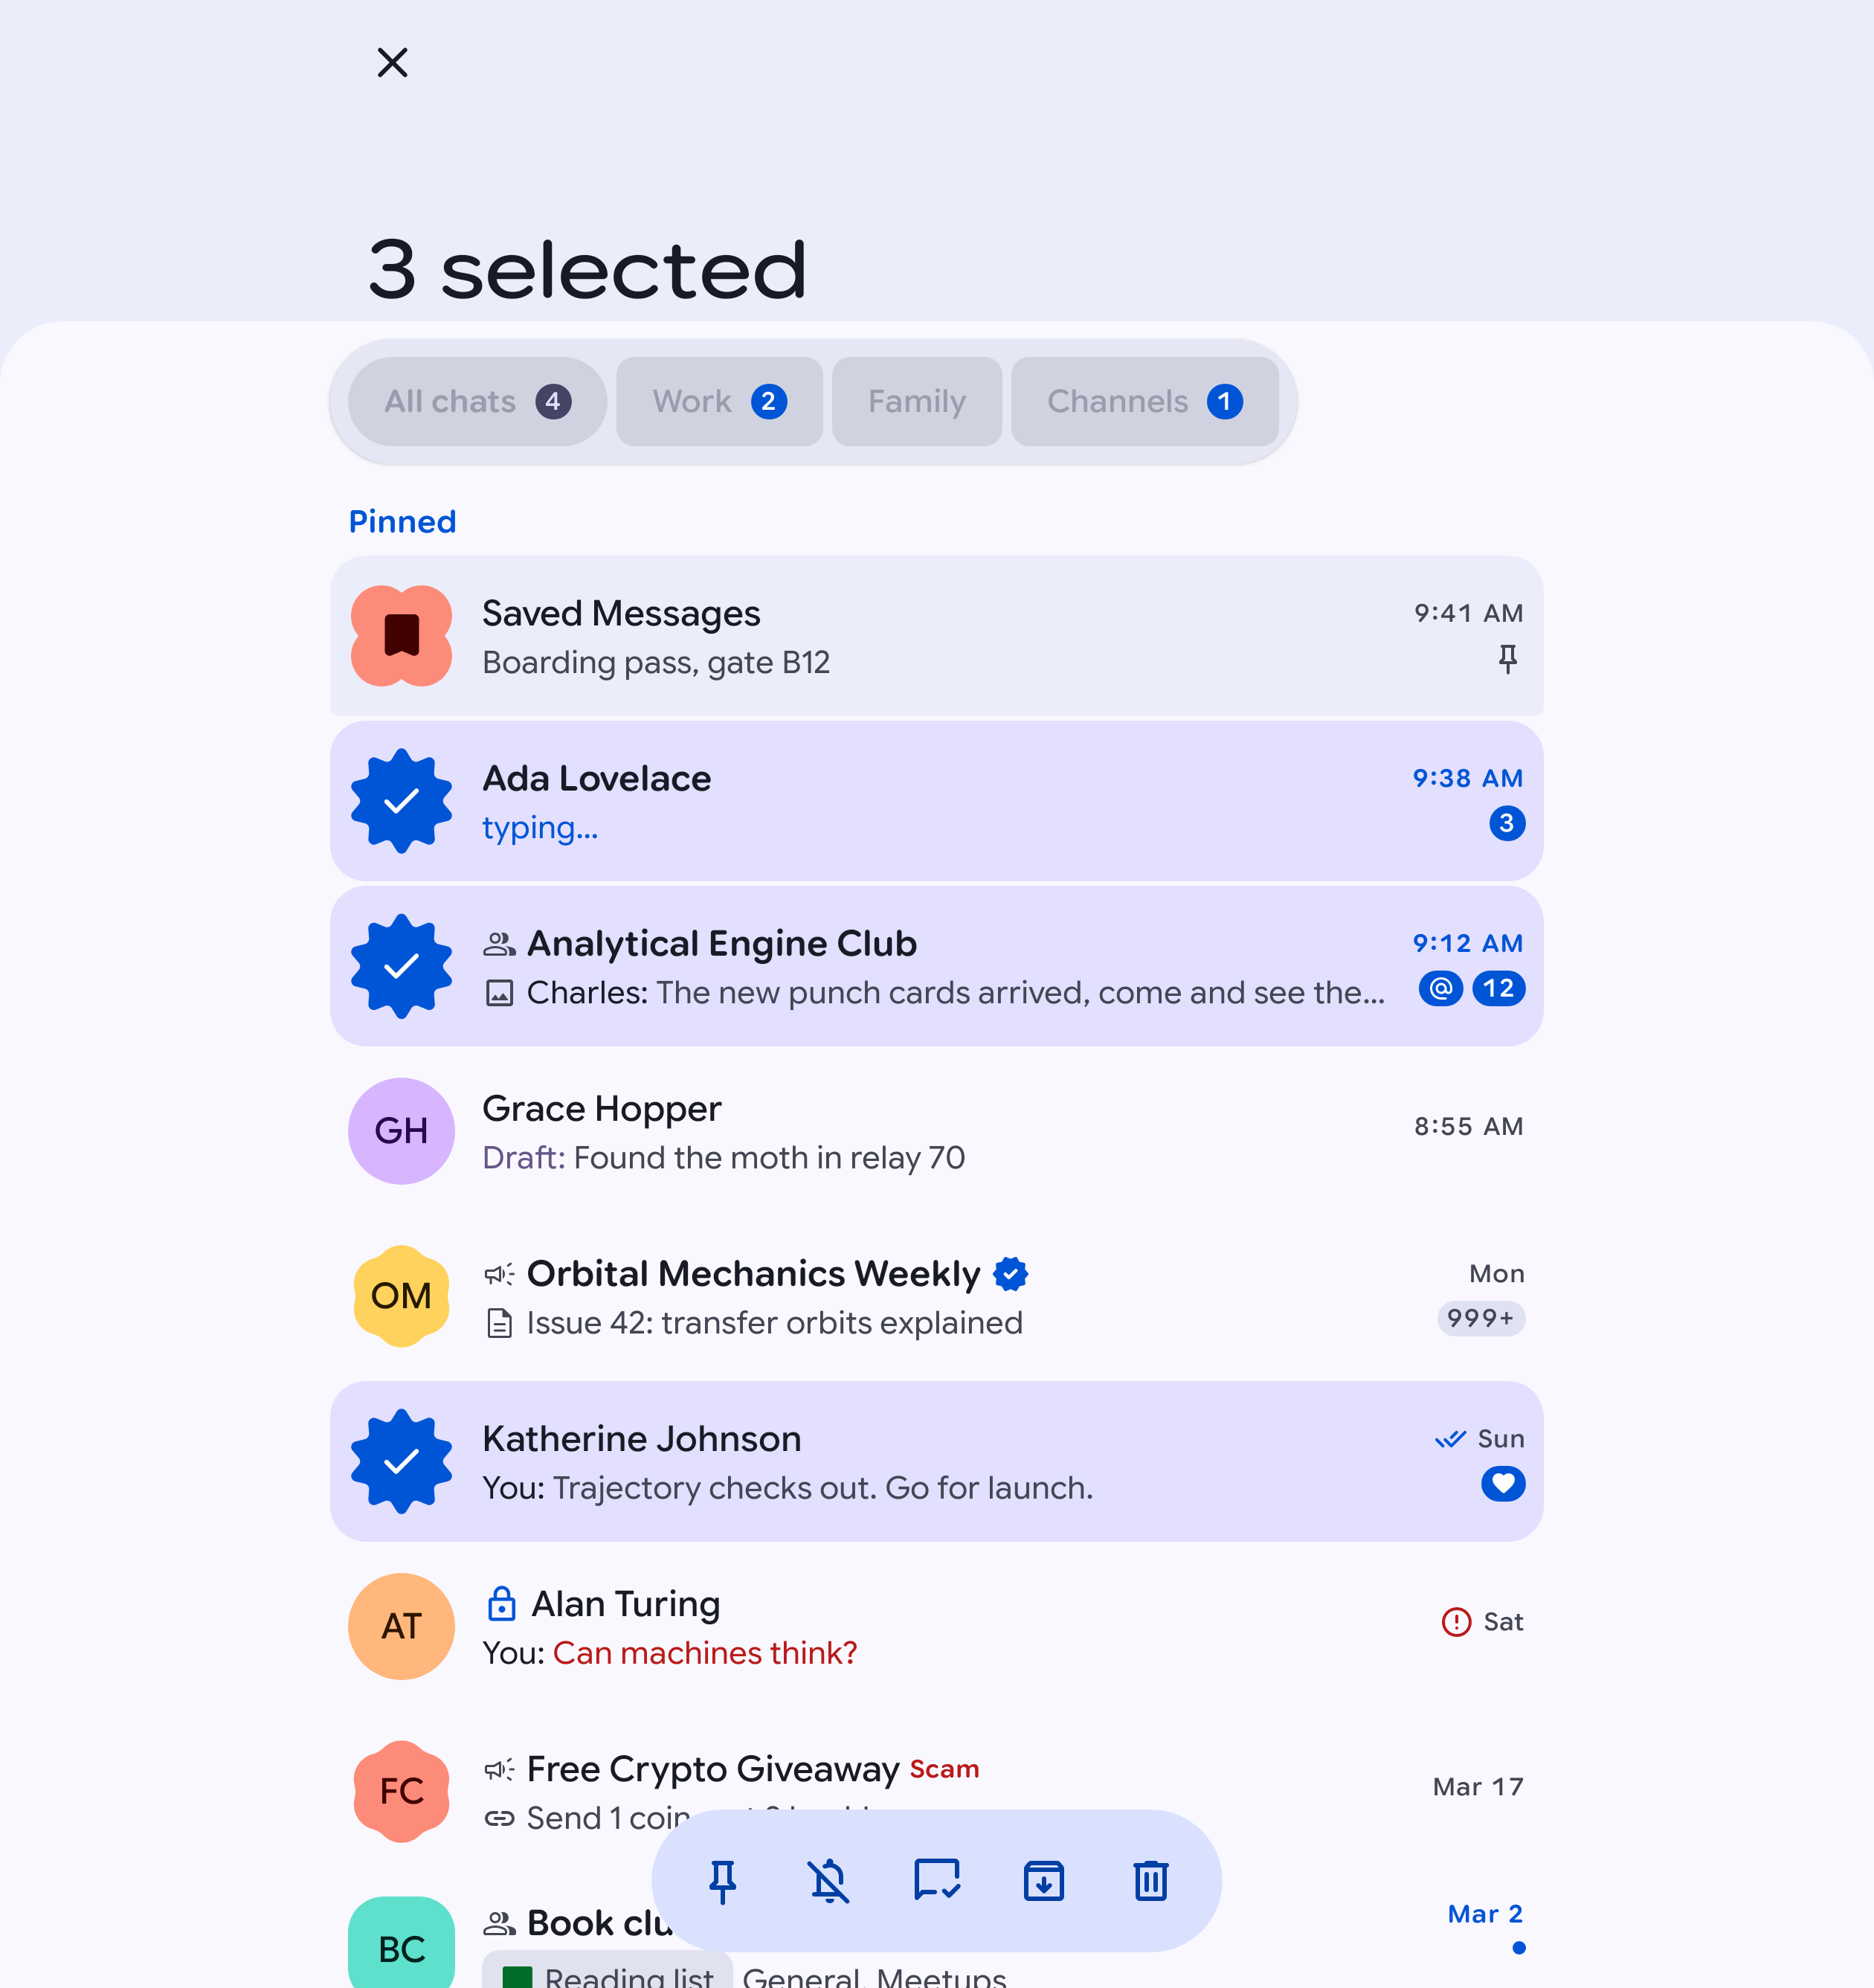 3 selected
All chats 4 Work 2 Family Channels 1
Pinned
Saved Messages 9:41 AM
Boarding pass, gate B12
Ada Lovelace 9:38 AM
typing... 3
Analytical Engine Club 9:12 AM
Charles: The new punch cards arrived, come and see the... @ 12
GH Grace Hopper 8:55 AM
Draft: Found the moth in relay 70
OM Orbital Mechanics Weekly Mon
Issue 42: transfer orbits explained 999+
Katherine Johnson Sun
You: Trajectory checks out. Go for launch.
AT Alan Turing Sat
You: Can machines think?
FC Free Crypto Giveaway Scam Mar 17
Send 1 coin
BC Book clu Mar 2
Reading list General, Meetups